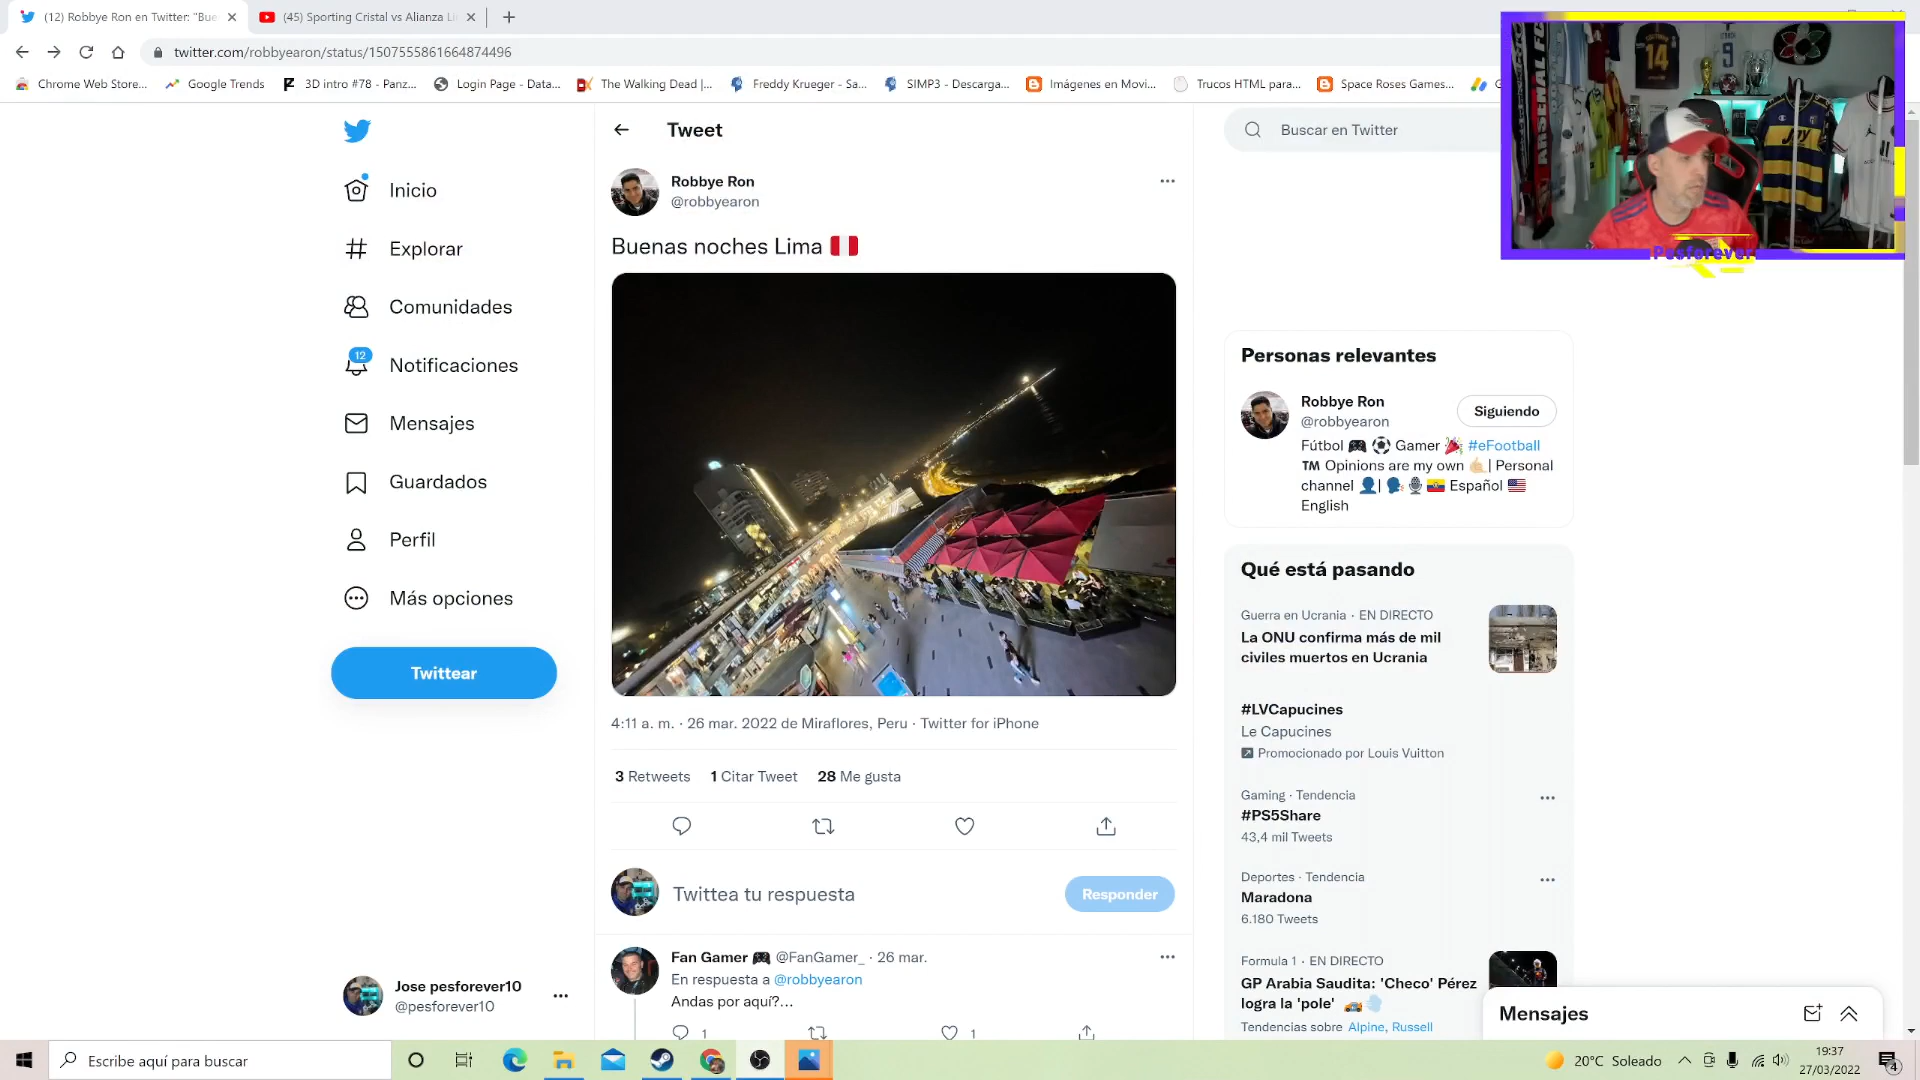 (12) Robbye Ron en Twitter: "Bue
(45) Sporting Cristal vs Alianza Li
twitter.com/robbyearon/status/1507555861664874496
Chrome Web Store...
Google Trends
3D intro #78 - Panz...
Login Page - Data...
The Walking Dead |...
Freddy Krueger - Sa...
SIMP3 - Descarga...
Imágenes en Movi...
Trucos HTML para...
Space Roses Games...
ARSENAL FC
14
9
Joy
Pesforever
Inicio
Explorar
Comunidades
12
Notificaciones
Mensajes
Guardados
Perfil
Más opciones
Twittear
Jose pesforever10
@pesforever10
Tweet
Robbye Ron
@robbyearon
Buenas noches Lima 🇵🇪
4:11 a. m. · 26 mar. 2022 de Miraflores, Peru · Twitter for iPhone
3 Retweets 1 Citar Tweet 28 Me gusta
Twittea tu respuesta
Responder
Fan Gamer 🎮 @FanGamer_ · 26 mar.
En respuesta a @robbyearon
Andas por aquí?...
1
1
Buscar en Twitter
Personas relevantes
Robbye Ron
@robbyearon
Siguiendo
Fútbol 🎮 ⚽ Gamer 🎉 #eFootball
™ Opinions are my own 🤙🏻| Personal
channel 👤| 🗣️🎙️🇪🇨 Español 🇺🇸
English
Qué está pasando
Guerra en Ucrania · EN DIRECTO
La ONU confirma más de mil
civiles muertos en Ucrania
#LVCapucines
Le Capucines
Promocionado por Louis Vuitton
Gaming · Tendencia
#PS5Share
43,4 mil Tweets
Deportes · Tendencia
Maradona
6.180 Tweets
Formula 1 · EN DIRECTO
GP Arabia Saudita: 'Checo' Pérez
logra la 'pole' 🏎️💨
Tendencias sobre Alpine, Russell
Mensajes
Escribe aquí para buscar
20°C Soleado
19:37
27/03/2022
4